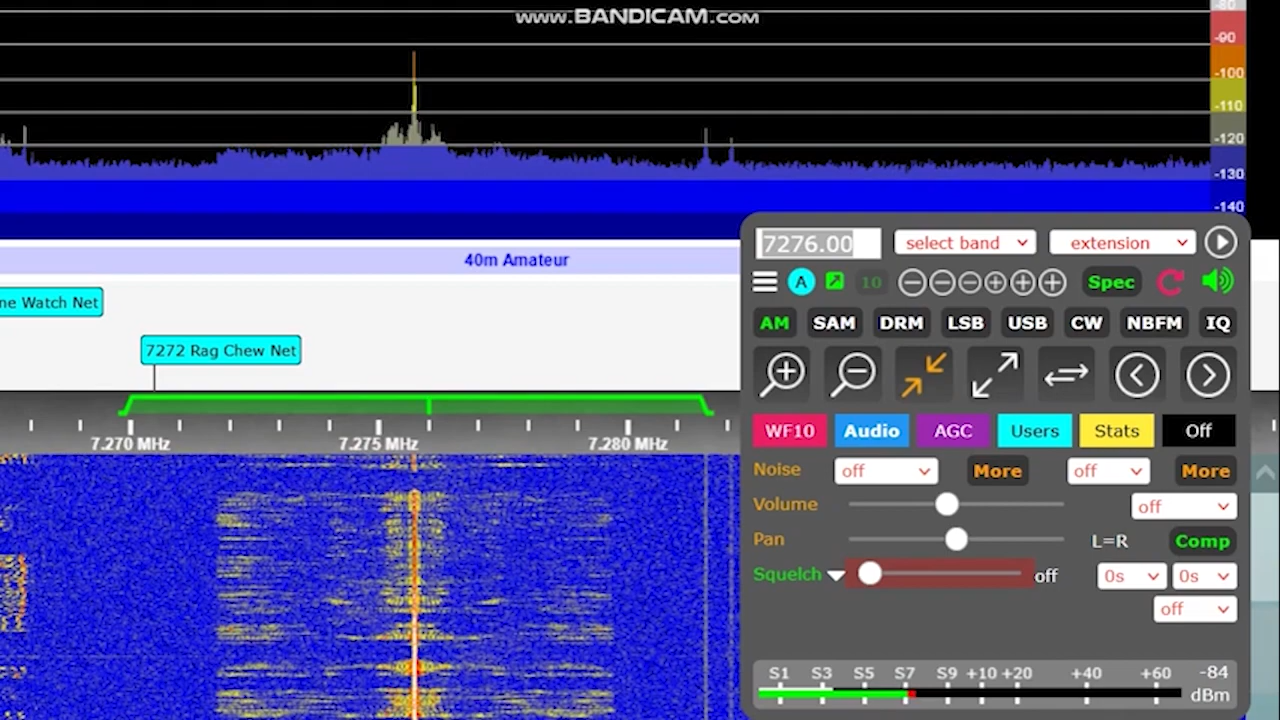 www.BANDICAM.com
-80
-90
-100
-110
-120
-130
-140
7276.00 select band extension
40m Amateur
A 10 Spec
ne Watch Net
AM SAM DRM LSB USB CW NBFM IQ
7272 Rag Chew Net
WF10 Audio AGC Users Stats Off
7.270 MHz 7.275 MHz 7.280 MHz
Noise off More off More
Volume off
Pan L=R Comp
Squelch off 0s 0s
off
S1 S3 S5 S7 S9 +10 +20 +40 +60 -84
dBm